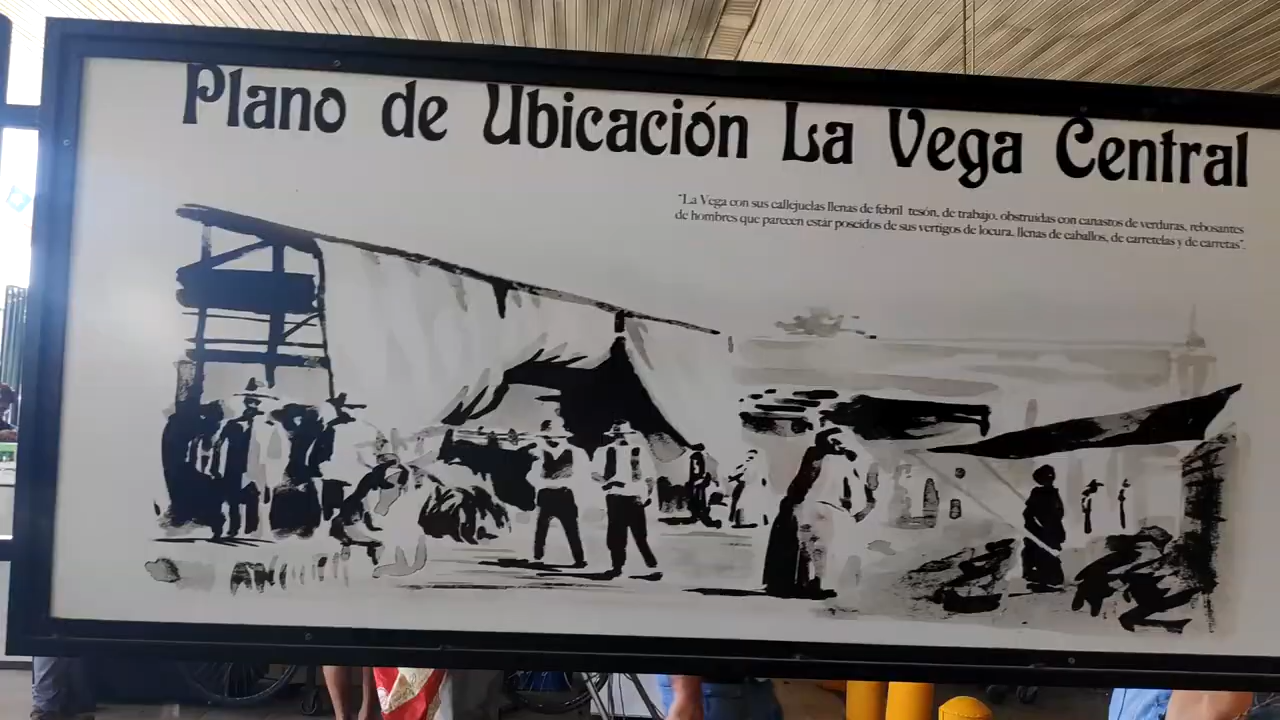 Plano de Ubicación La Vega Central
"La Vega con sus callejuelas llenas de febril tesón, de trabajo, obstruidas con canastos de verduras, rebosantes
de hombres que parecen estar poseidos de sus vertigos de locura, llenas de caballos, de carretelas y de carretas".